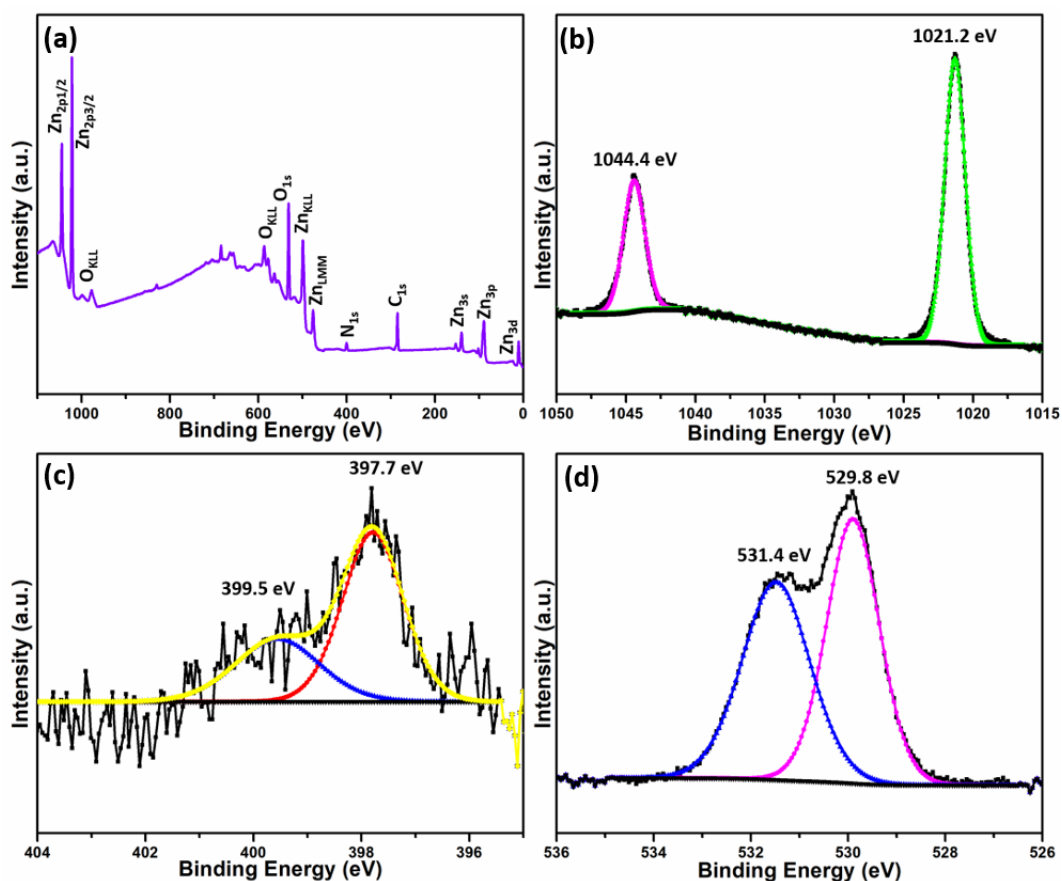 (a)
Zn2p1/2
Zn2p3/2
OKLL
OKLL
O1s
ZnKLL
ZnLMM
N1s
C1s
Zn3s
Zn3p
Zn3d
Intensity (a.u.)
1000 800 600 400 200 0
Binding Energy (eV)
(b)
1021.2 eV
1044.4 eV
Intensity (a.u.)
1050 1045 1040 1035 1030 1025 1020 1015
Binding Energy (eV)
(c)
397.7 eV
399.5 eV
Intensity (a.u.)
404 402 400 398 396
Binding Energy (eV)
(d)
529.8 eV
531.4 eV
Intensity (a.u.)
536 534 532 530 528 526
Binding Energy (eV)